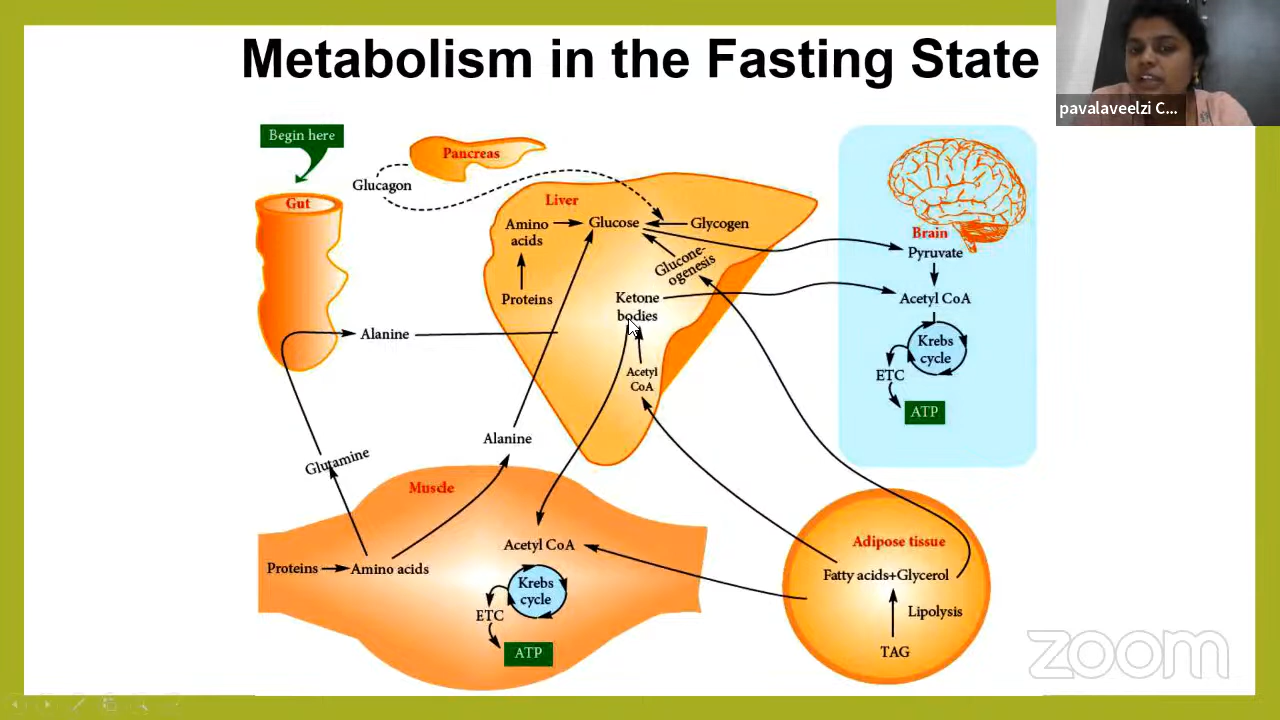 Metabolism in the Fasting State
pavalaveelzi C...
Begin here
Pancreas
Glucagon
Gut
Liver
Amino
acids
Glucose
Glycogen
Glucone-
ogenesis
Proteins
Ketone
bodies
Acetyl
CoA
Brain
Pyruvate
Acetyl CoA
Krebs
cycle
ETC
ATP
Alanine
Alanine
Glutamine
Muscle
Proteins
Amino acids
Acetyl CoA
Krebs
cycle
ETC
ATP
Adipose tissue
Fatty acids+Glycerol
Lipolysis
TAG
zoom